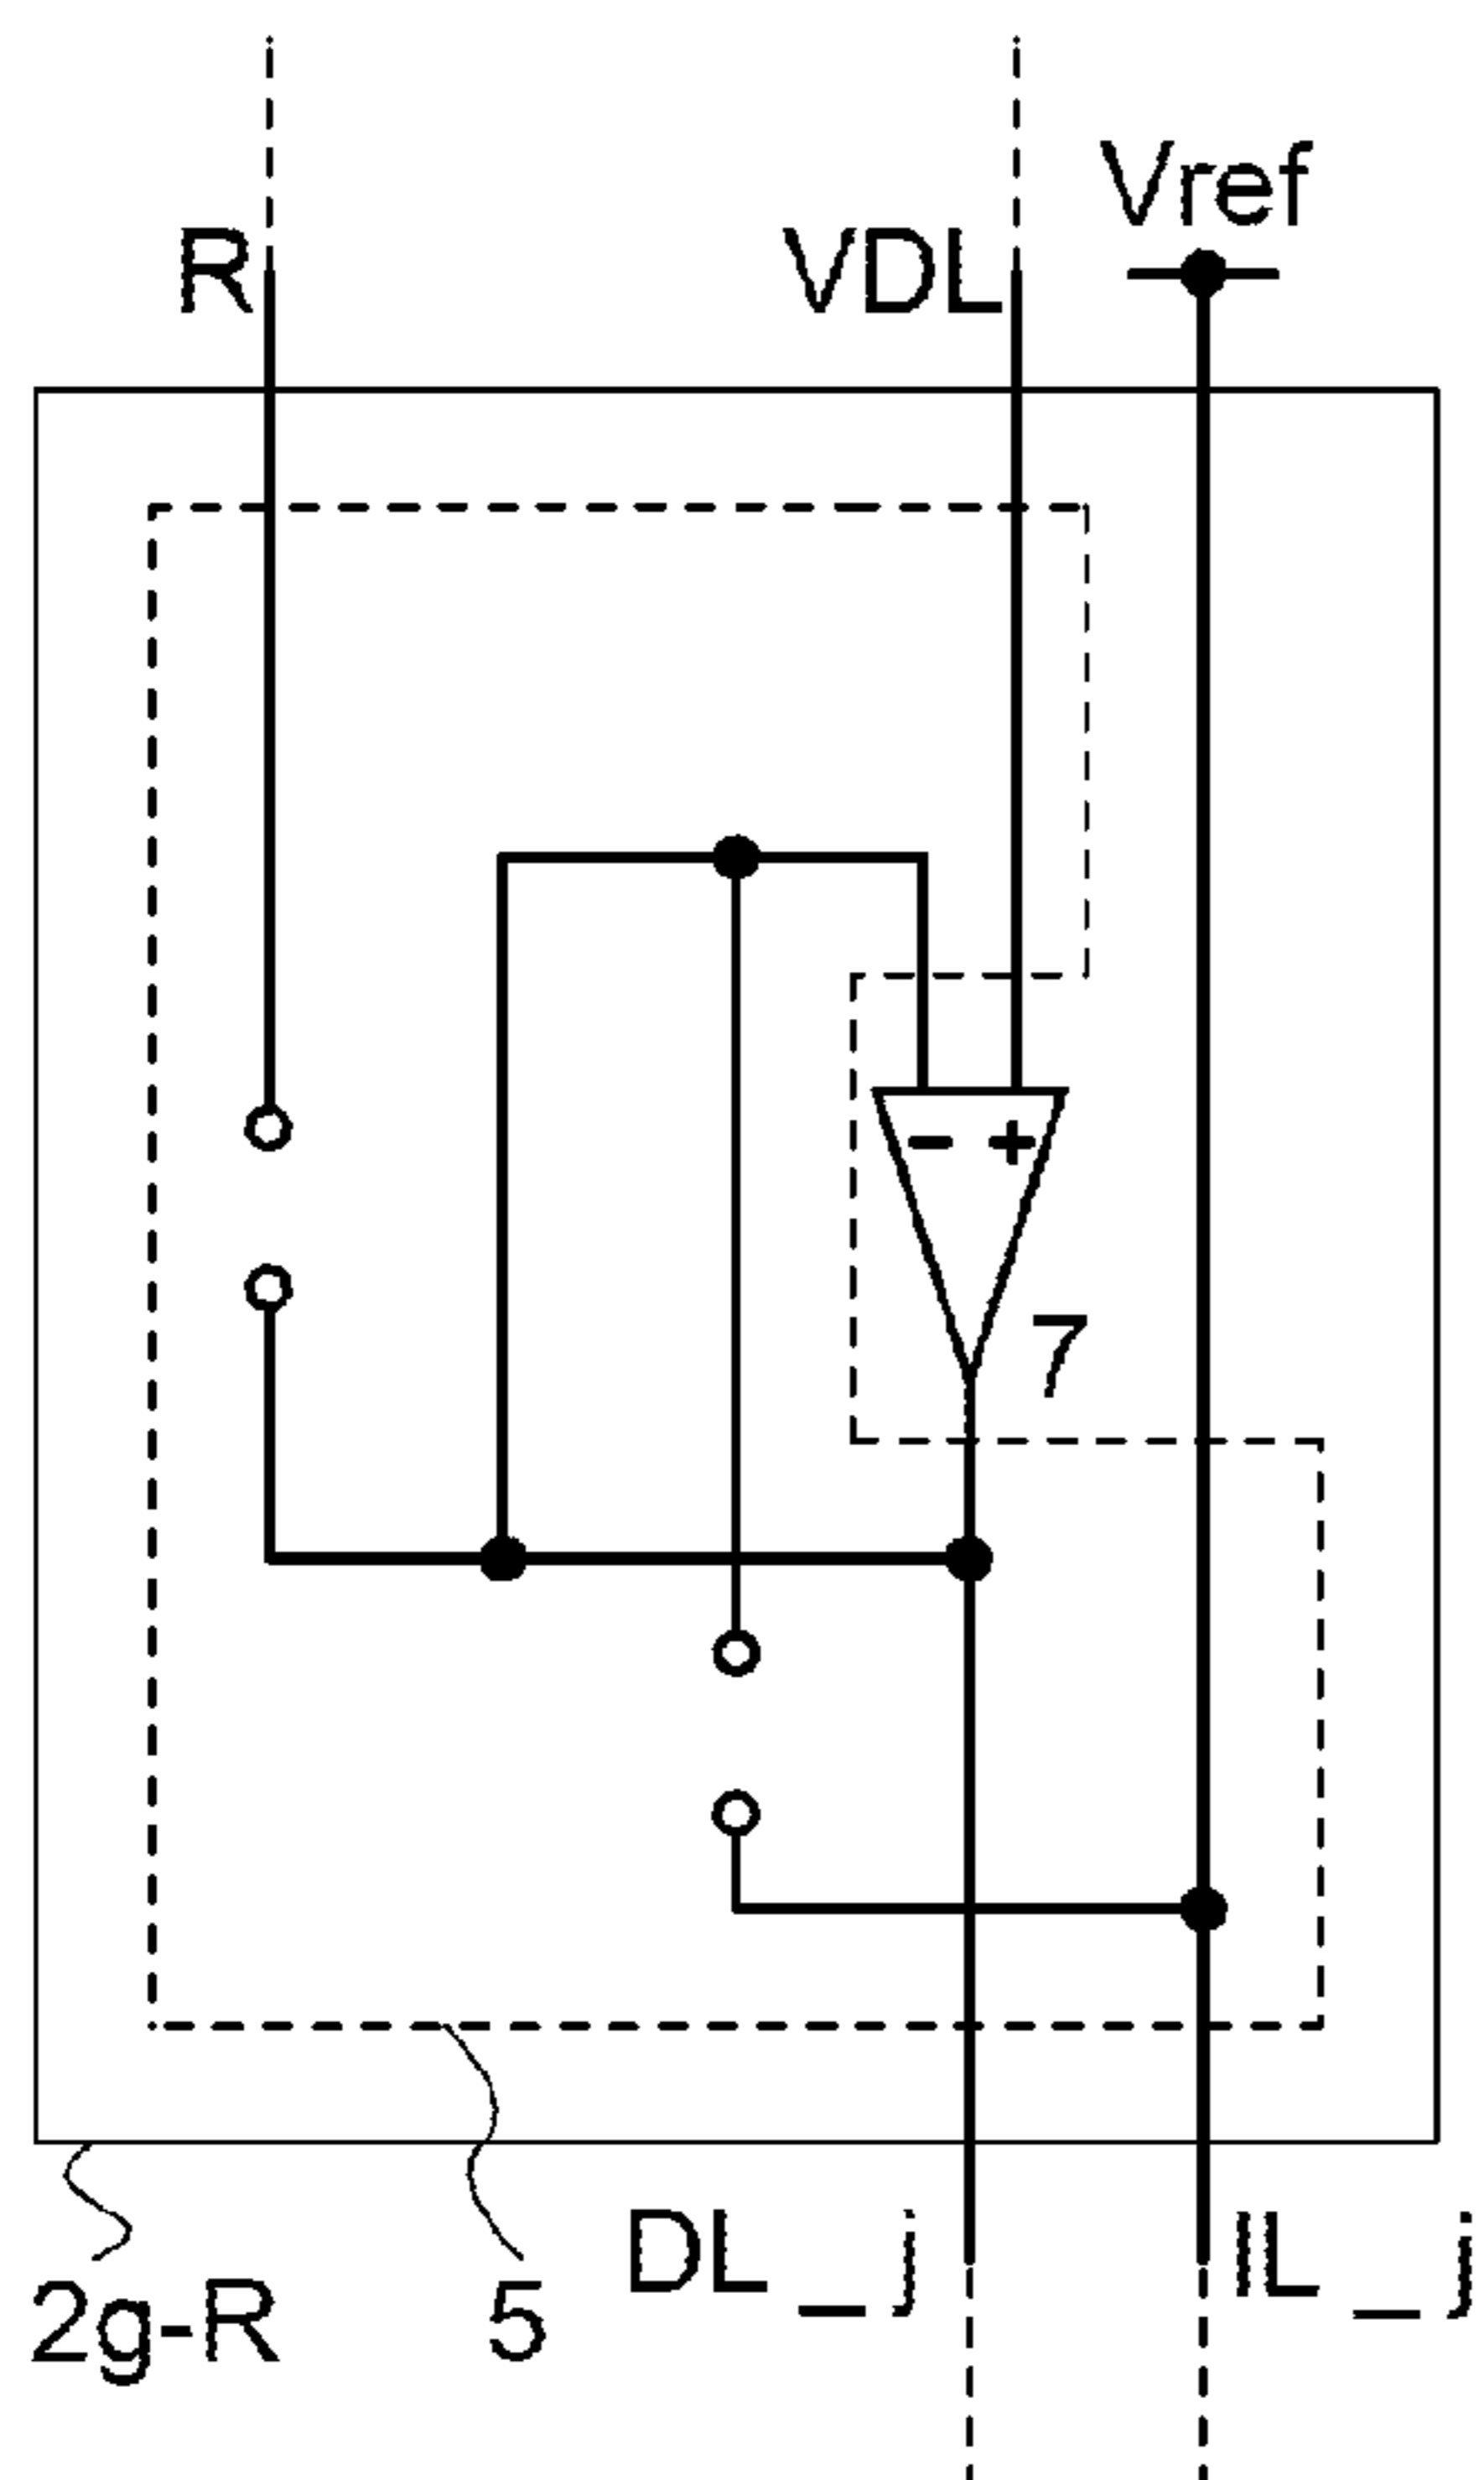 Vref
R
VDL
- +
7
DL_j
IL_j
2g-R
5